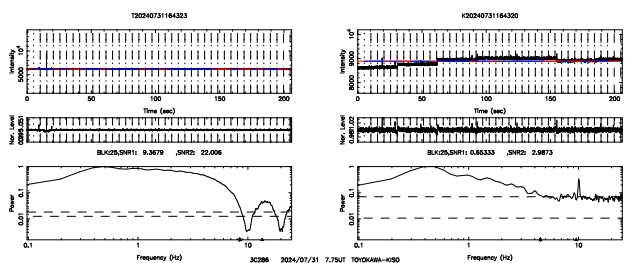 T20240731164323
K20240731164320
Intensity
5000
10⁴
0 50 100 150 200
Time (sec)
Intensity
8000
9000
10⁴
0 50 100 150 200
Time (sec)
Nor. Level
Nor. Level
BLK:25,SNR1: 9.3679 ,SNR2: 22.006
BLK:25,SNR1: 0.65333 ,SNR2: 2.9873
Power
1
0.1
0.01
0.1 1 10
Frequency (Hz)
Power
1
0.1
0.01
0.1 1 10
Frequency (Hz)
3C286 2024/07/31 7.75UT TOYOKAWA-KISO